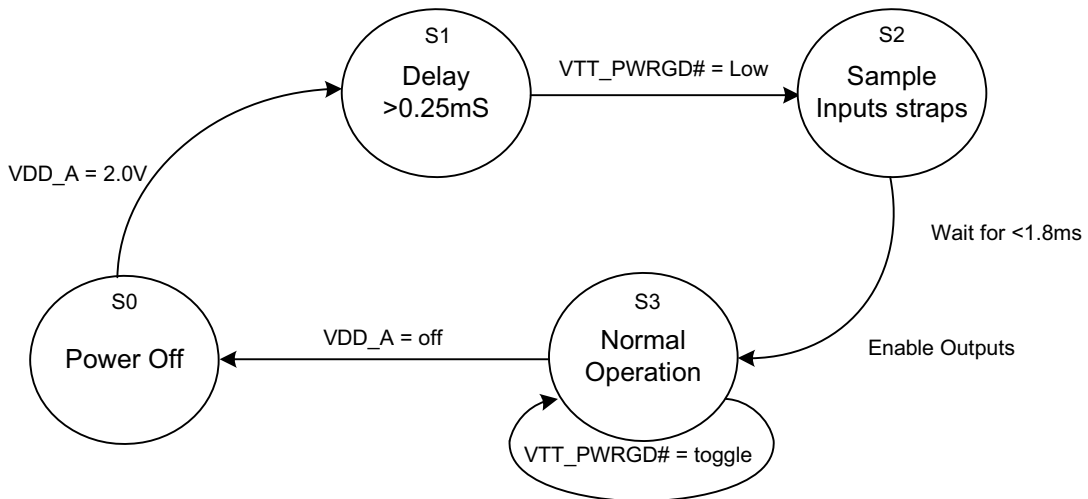 S1
Delay
>0.25mS
VTT_PWRGD# = Low
S2
Sample
Inputs straps
VDD_A = 2.0V
Wait for <1.8ms
Enable Outputs
S0
Power Off
VDD_A = off
S3
Normal
Operation
VTT_PWRGD# = toggle